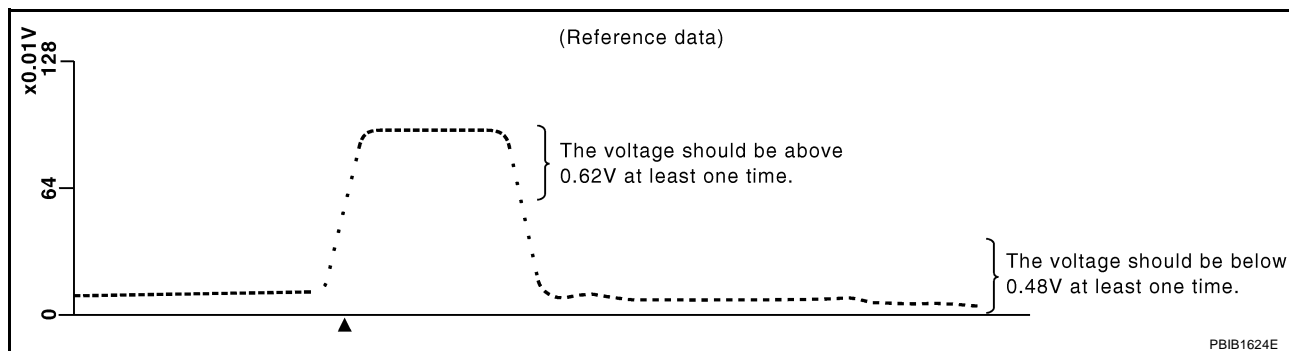 (Reference data)
x0.01V
128
64
0
The voltage should be above
0.62V at least one time.
The voltage should be below
0.48V at least one time.
PBIB1624E